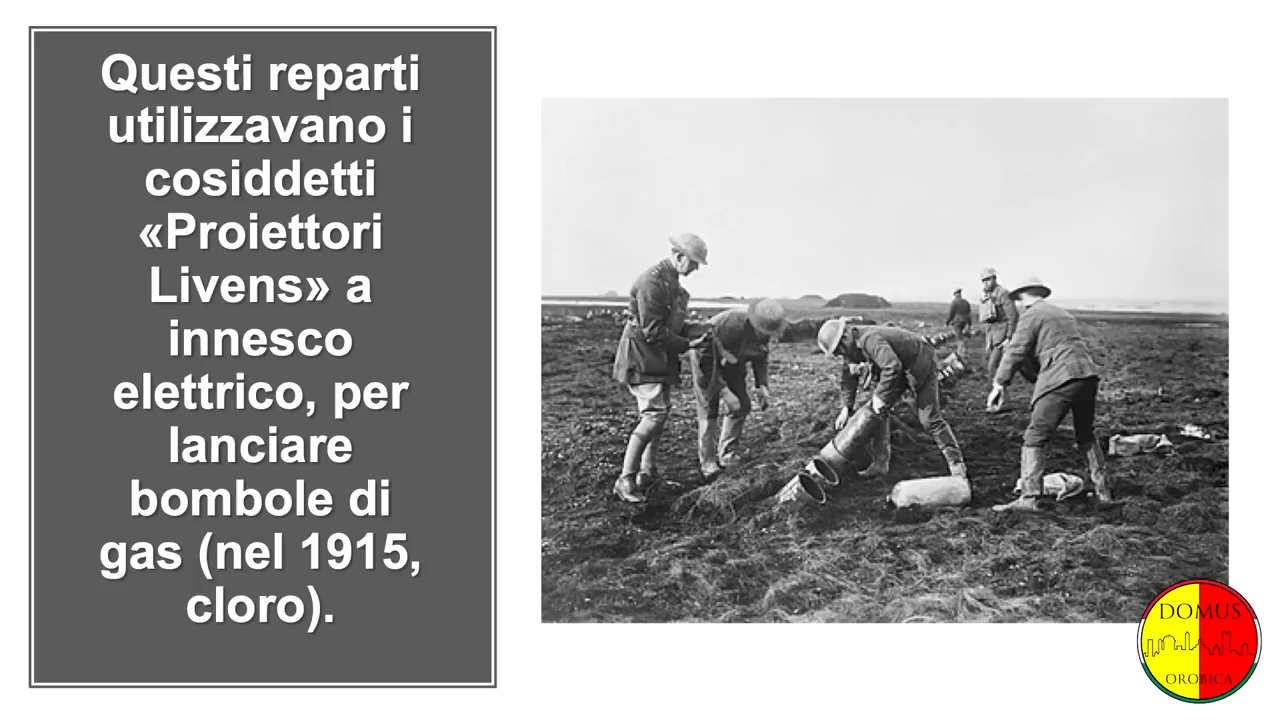 Questi reparti
utilizzavano i
cosiddetti
«Proiettori
Livens» a
innesco
elettrico, per
lanciare
bombole di
gas (nel 1915,
cloro).
DOMUS
OROBICA